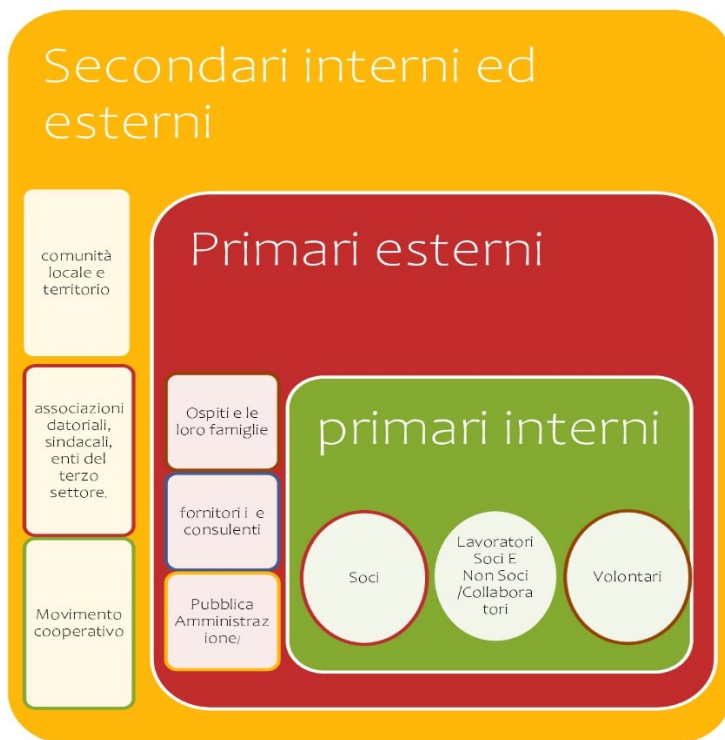 Secondari interni ed
esterni
comunità
locale e
territorio
associazioni
datoriali,
sindacali,
enti del
terzo
settore,
Movimento
cooperativo
Primari esterni
Ospiti e le
loro famiglie
fornitori i e
consulenti
Pubblica
Amministraz
ione/
primari interni
Soci
Lavoratori
Soci E
Non Soci
/Collabora
tori
Volontari